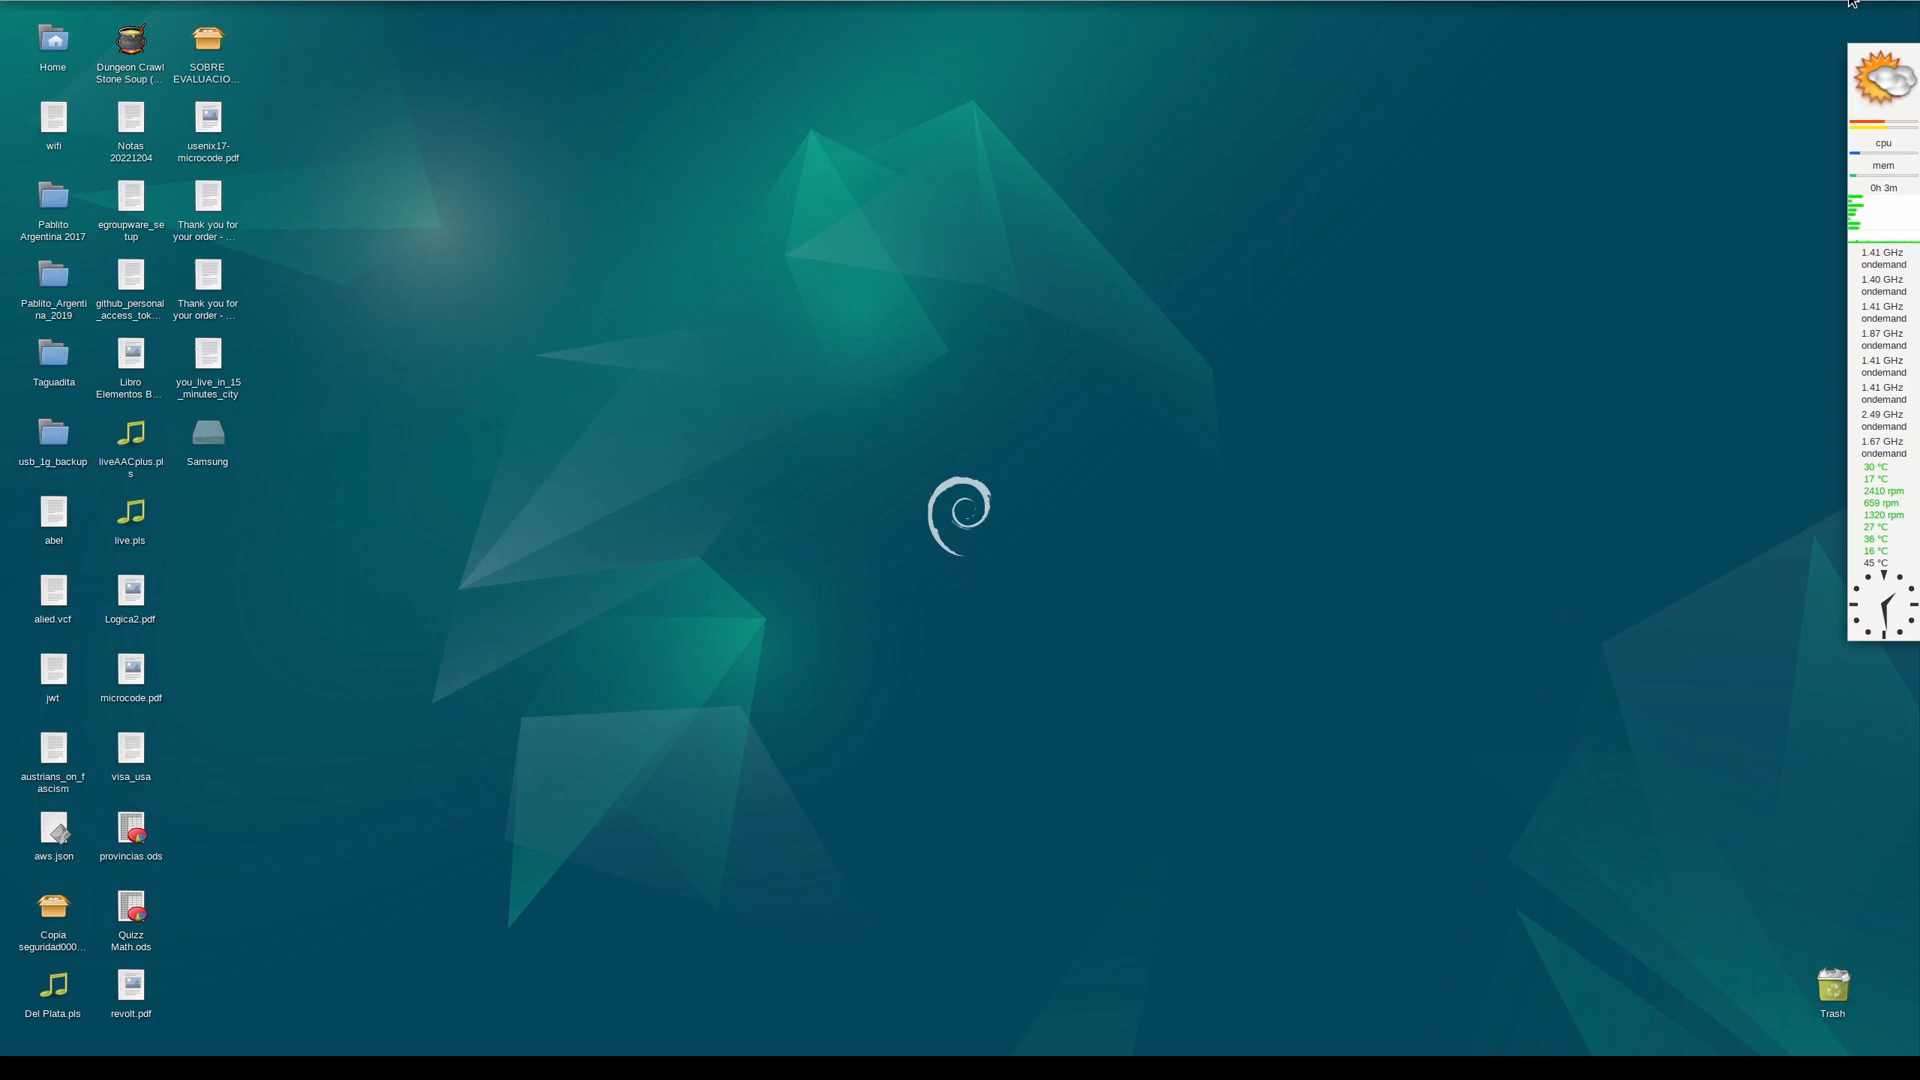 Home
Dungeon Crawl
Stone Soup (...
SOBRE
EVALUACIO...
wifi
Notas
20221204
usenix17-
microcode.pdf
Pablito
Argentina 2017
egroupware_se
tup
Thank you for
your order - ...
Pablito_Argenti
na_2019
github_personal
_access_tok...
Thank you for
your order - ...
Taguadita
Libro
Elementos B...
you_live_in_15
_minutes_city
usb_1g_backup
liveAACplus.pl
s
Samsung
abel
live.pls
alied.vcf
Logica2.pdf
jwt
microcode.pdf
austrians_on_f
ascism
visa_usa
aws.json
provincias.ods
Copia
seguridad000...
Quizz
Math.ods
Del Plata.pls
revolt.pdf
cpu
mem
0h 3m
1.41 GHz
ondemand
1.40 GHz
ondemand
1.41 GHz
ondemand
1.87 GHz
ondemand
1.41 GHz
ondemand
1.41 GHz
ondemand
2.49 GHz
ondemand
1.67 GHz
ondemand
30 °C
17 °C
2410 rpm
659 rpm
1320 rpm
27 °C
36 °C
16 °C
45 °C
Trash